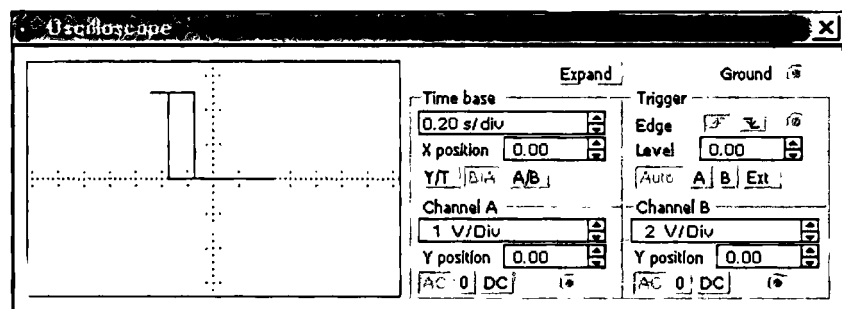 Oscilloscope
Expand Ground
Time base Trigger
0.20 s/div Edge
X position 0.00 Level 0.00
Y/T B/A A/B Auto A B Ext
Channel A Channel B
1 V/Div 2 V/Div
Y position 0.00 Y position 0.00
AC 0 DC AC 0 DC